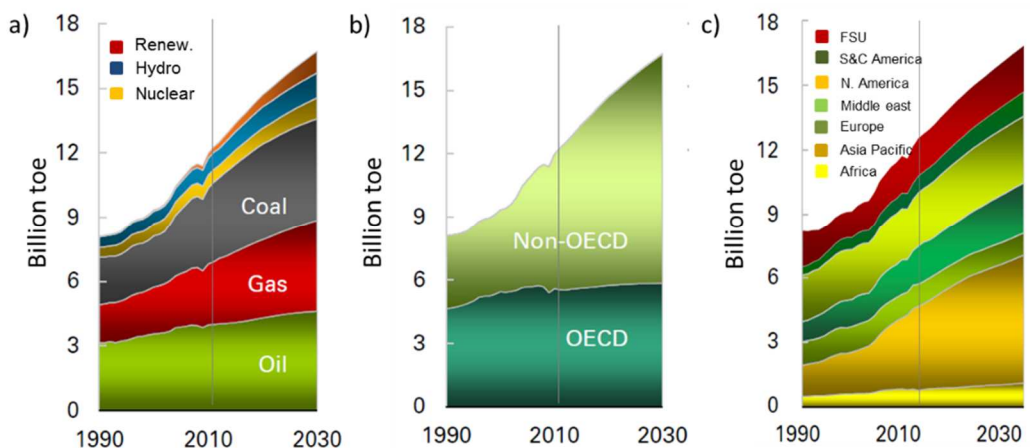 a)
Billion toe
18
15
12
9
6
3
0
Renew.
Hydro
Nuclear
Coal
Gas
Oil
1990 2010 2030
b)
Billion toe
18
15
12
9
6
3
0
Non-OECD
OECD
1990 2010 2030
c)
Billion toe
18
15
12
9
6
3
0
FSU
S&C America
N. America
Middle east
Europe
Asia Pacific
Africa
1990 2010 2030